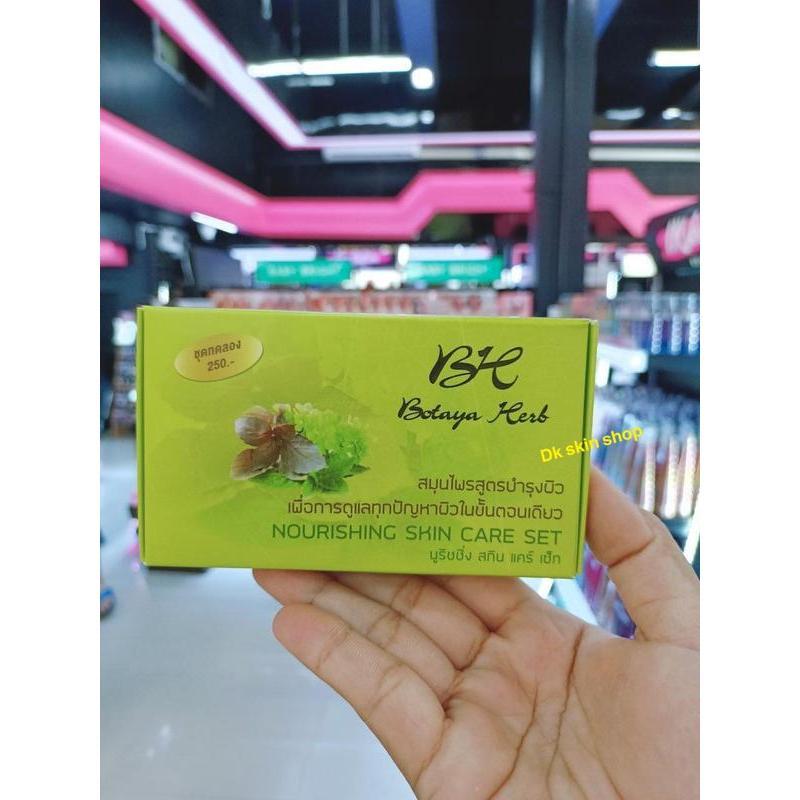 ชุดทดลอง
250.-
BH
Botaya Herb
Dk skin shop
สมุนไพรสูตรบำรุงผิว
เพื่อการดูแลทุกปัญหาผิวในขั้นตอนเดียว
NOURISHING SKIN CARE SET
นูริชชิ่ง สกิน แคร์ เซ็ท